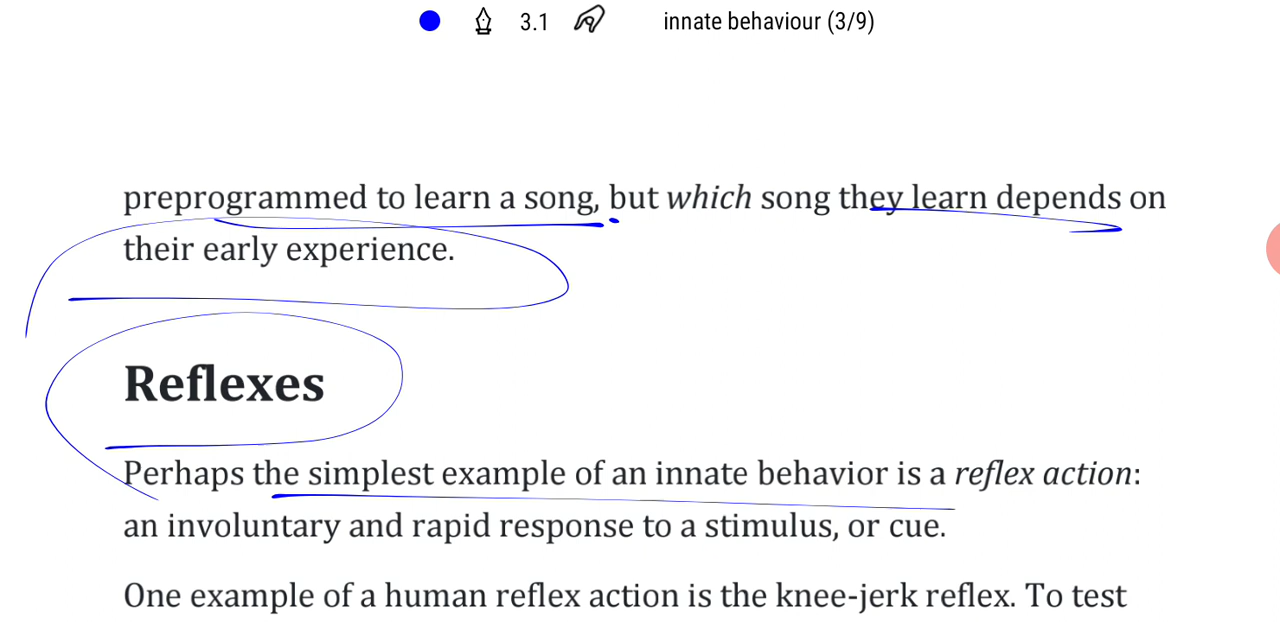 3.1 innate behaviour (3/9)
preprogrammed to learn a song, but which song they learn depends on
their early experience.
Reflexes
Perhaps the simplest example of an innate behavior is a reflex action:
an involuntary and rapid response to a stimulus, or cue.
One example of a human reflex action is the knee-jerk reflex. To test